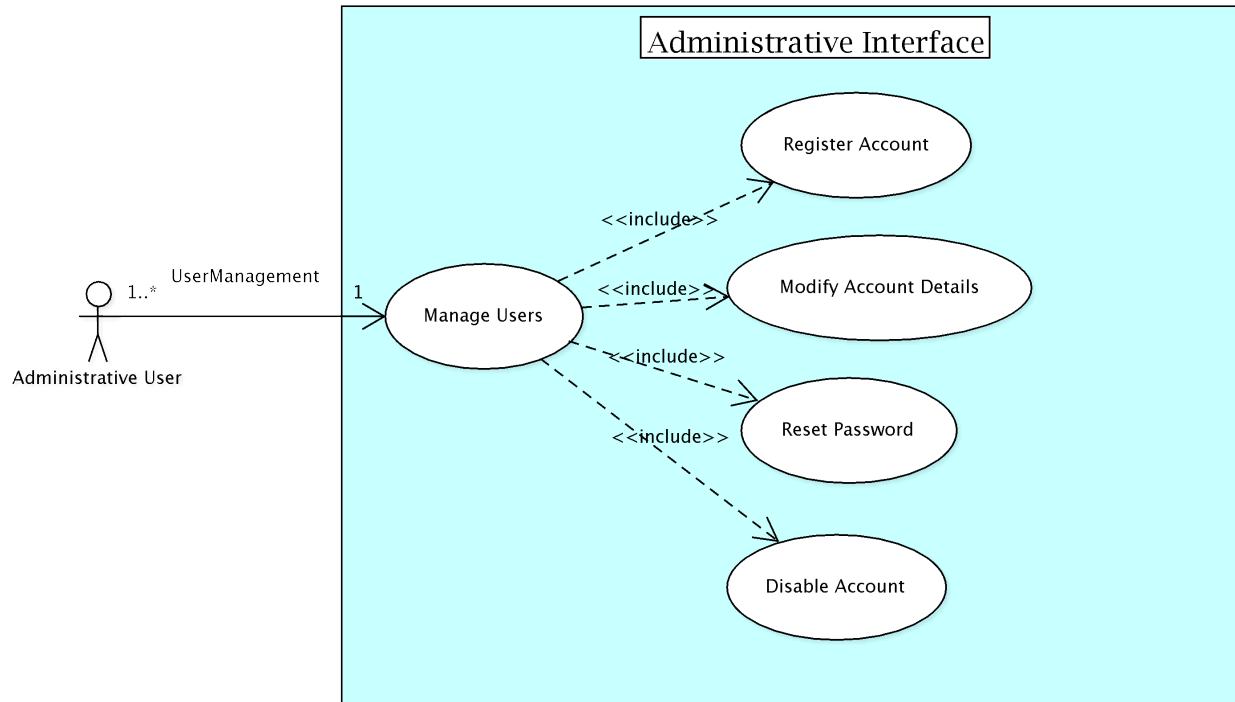 Administrative Interface
Register Account
<<include>>
UserManagement
1..*
1
<<include>>
Modify Account Details
Manage Users
<<include>>
Administrative User
Reset Password
<<include>>
Disable Account